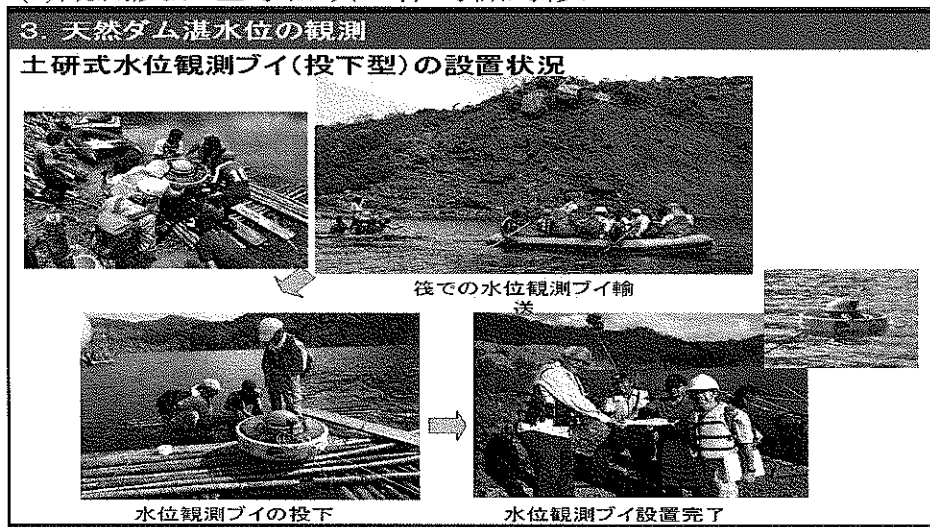 3. 天然ダム湛水位の観測
土研式水位観測ブイ(投下型)の設置状況
筏での水位観測ブイ輸
送
水位観測ブイの投下
水位観測ブイ設置完了